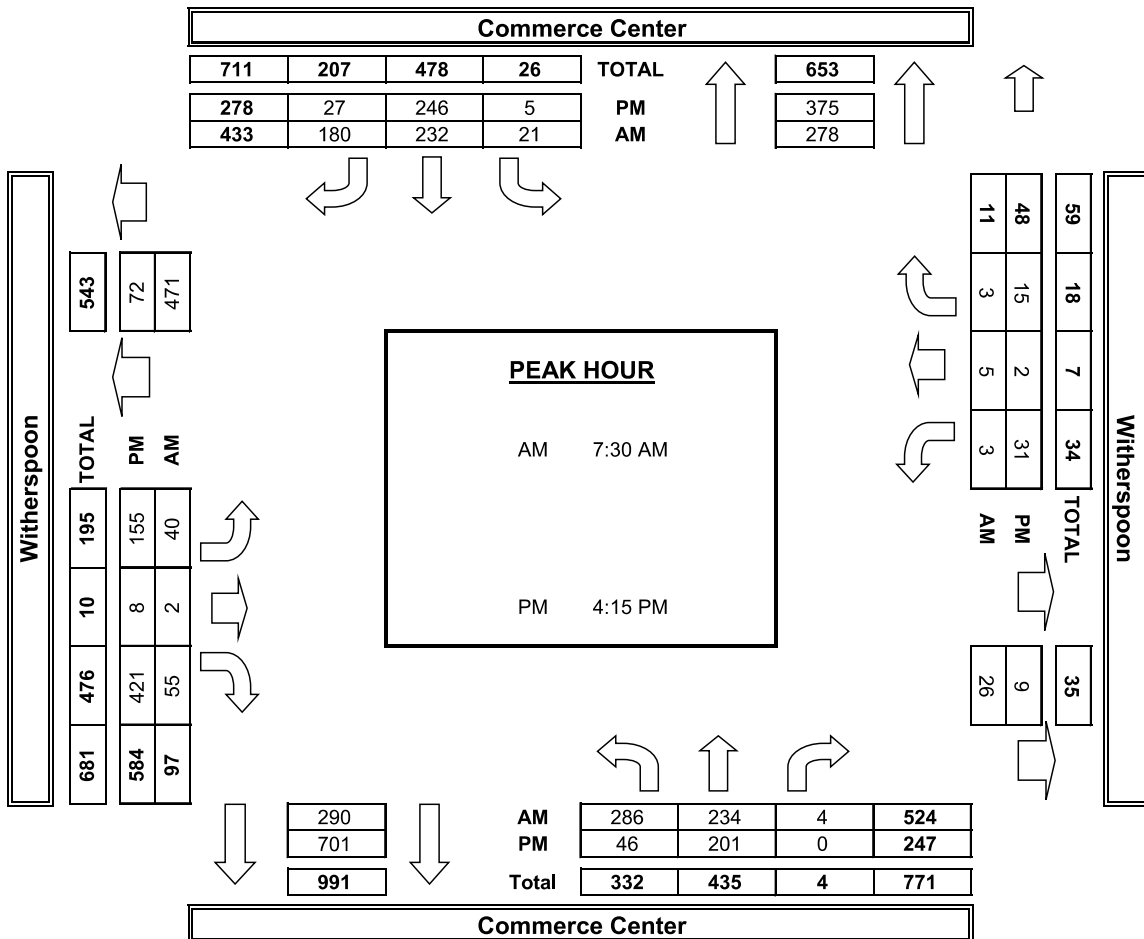 Commerce Center
711 207 478 26 TOTAL 653
278 27 246 5 PM 375
433 180 232 21 AM 278
Witherspoon
543 72 471
TOTAL PM AM
195 155 40
10 8 2
476 421 55
681 584 97
PEAK HOUR
AM 7:30 AM
PM 4:15 PM
11 48 59
3 15 18
5 2 7
3 31 34
AM PM TOTAL
26 9 35
Witherspoon
290 AM 286 234 4 524
701 PM 46 201 0 247
991 Total 332 435 4 771
Commerce Center